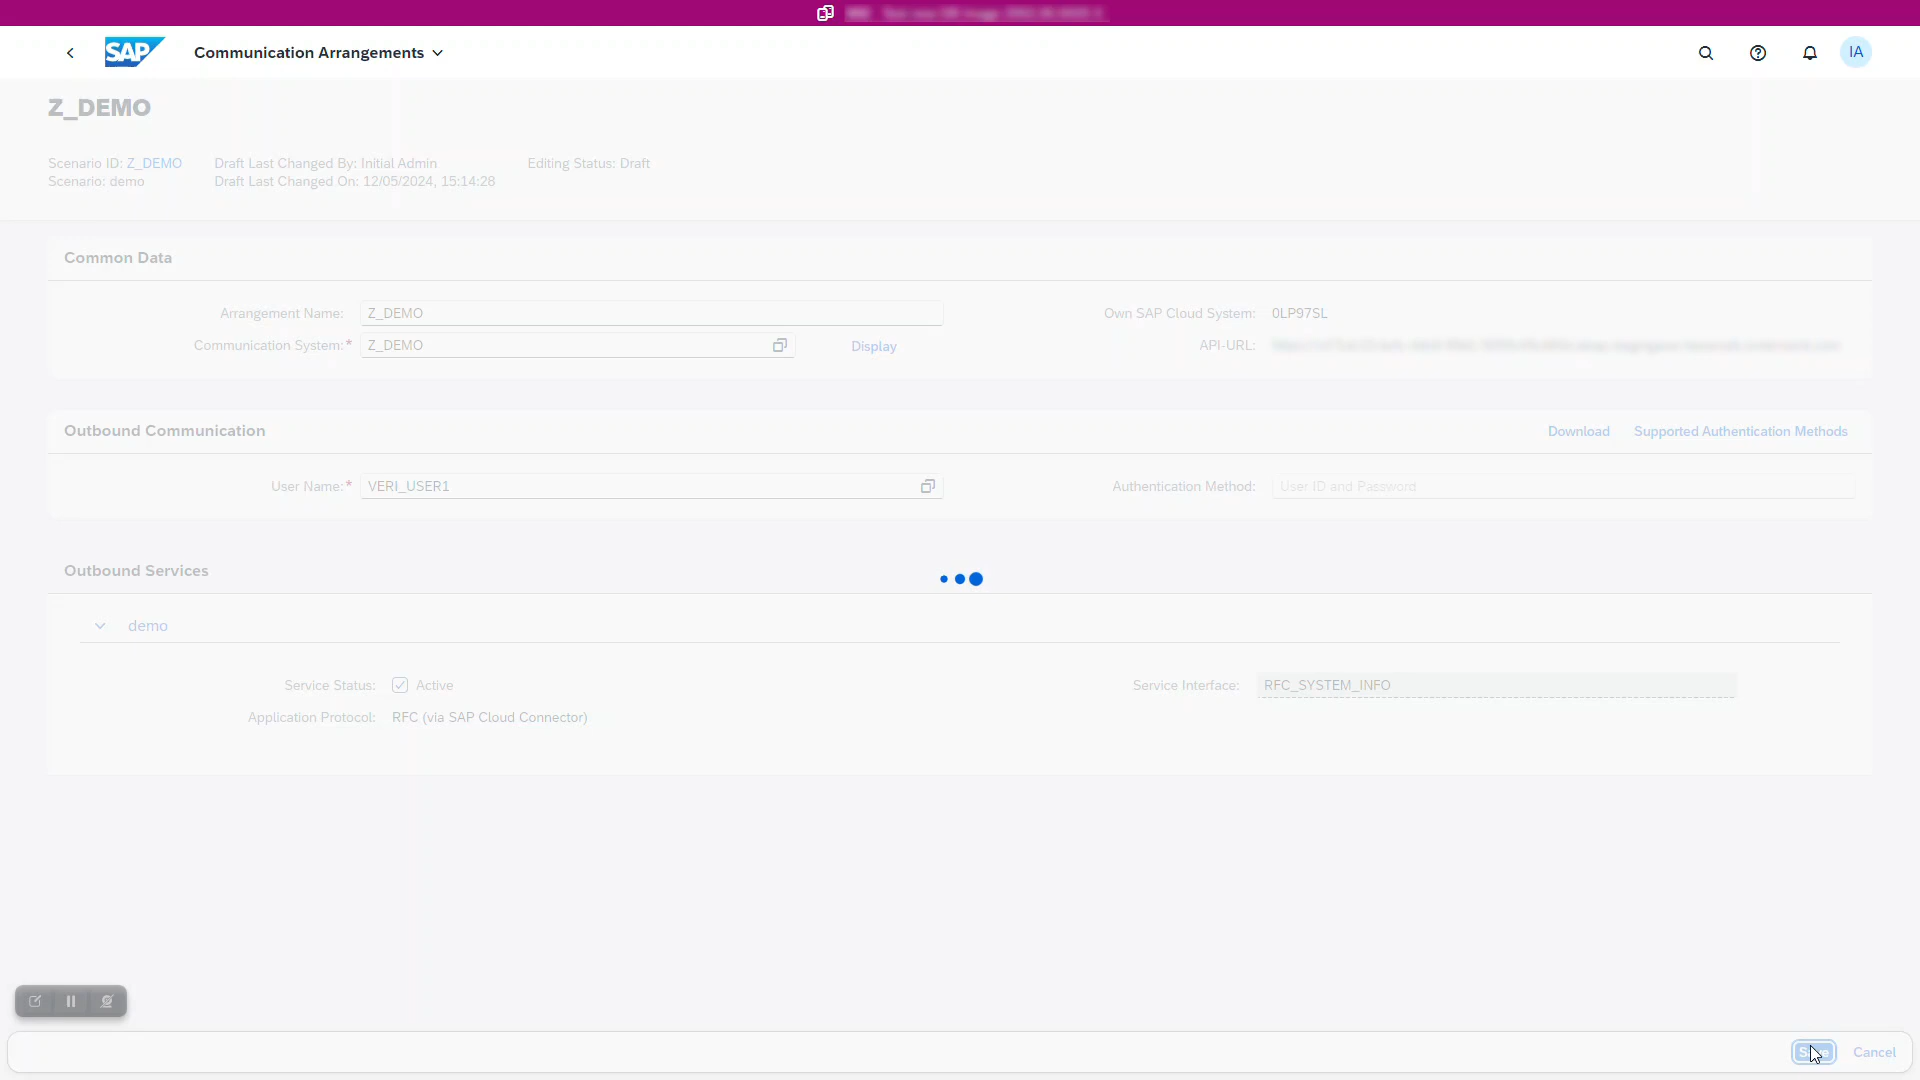 SAP
Communication Arrangements
IA
Z_DEMO
Scenario ID: Z_DEMO
Scenario: demo
Draft Last Changed By: Initial Admin
Draft Last Changed On: 12/05/2024, 15:14:28
Editing Status: Draft
Common Data
Arrangement Name: Z_DEMO
Communication System:* Z_DEMO
Display
Own SAP Cloud System: 0LP97SL
API-URL:
Outbound Communication
Download
Supported Authentication Methods
User Name:* VERI_USER1
Authentication Method: User ID and Password
Outbound Services
demo
Service Status: Active
Application Protocol: RFC (via SAP Cloud Connector)
Service Interface: RFC_SYSTEM_INFO
Cancel